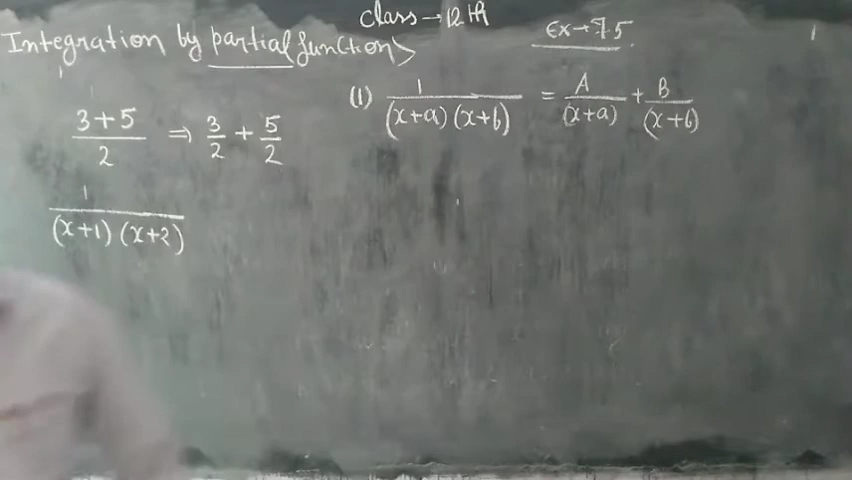 Class → 12th
Ex → 7.5
Integration by partial functions
3+5/2 ⇒ 3/2 + 5/2
1/(x+1)(x+2)
(1) 1/(x+a)(x+b) = A/(x+a) + B/(x+b)